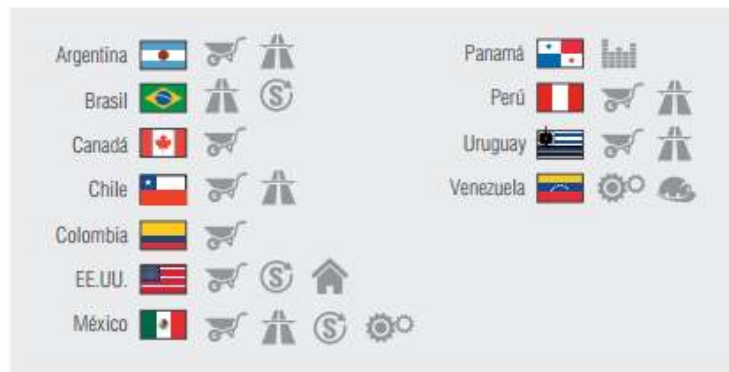 Argentina
Brasil
Canadá
Chile
Colombia
EE.UU.
México
Panamá
Perú
Uruguay
Venezuela